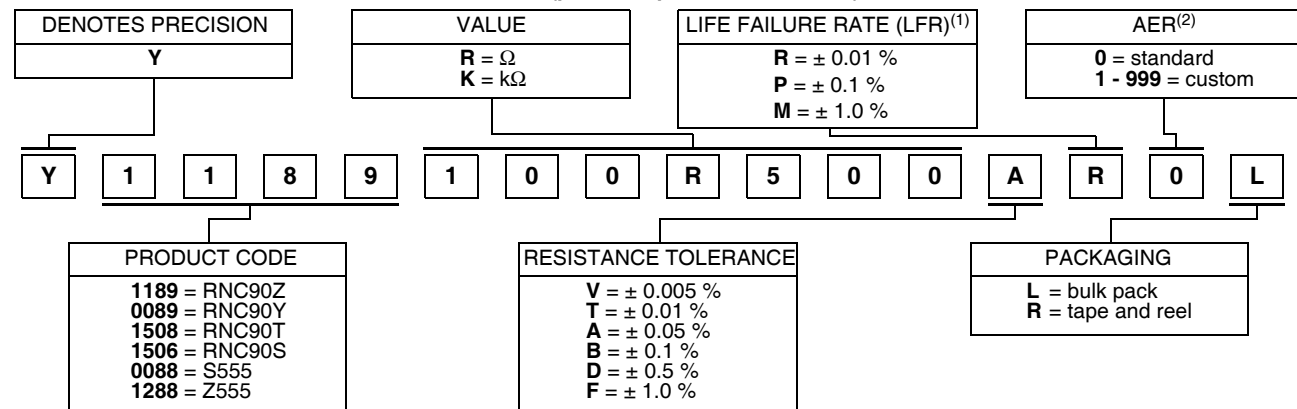 DENOTES PRECISION
Y
VALUE
R = Ω
K = kΩ
LIFE FAILURE RATE (LFR)(1)
R = ± 0.01 %
P = ± 0.1 %
M = ± 1.0 %
AER(2)
0 = standard
1 - 999 = custom
Y 1 1 8 9 1 0 0 R 5 0 0 A R 0 L
PRODUCT CODE
1189 = RNC90Z
0089 = RNC90Y
1508 = RNC90T
1506 = RNC90S
0088 = S555
1288 = Z555
RESISTANCE TOLERANCE
V = ± 0.005 %
T = ± 0.01 %
A = ± 0.05 %
B = ± 0.1 %
D = ± 0.5 %
F = ± 1.0 %
PACKAGING
L = bulk pack
R = tape and reel